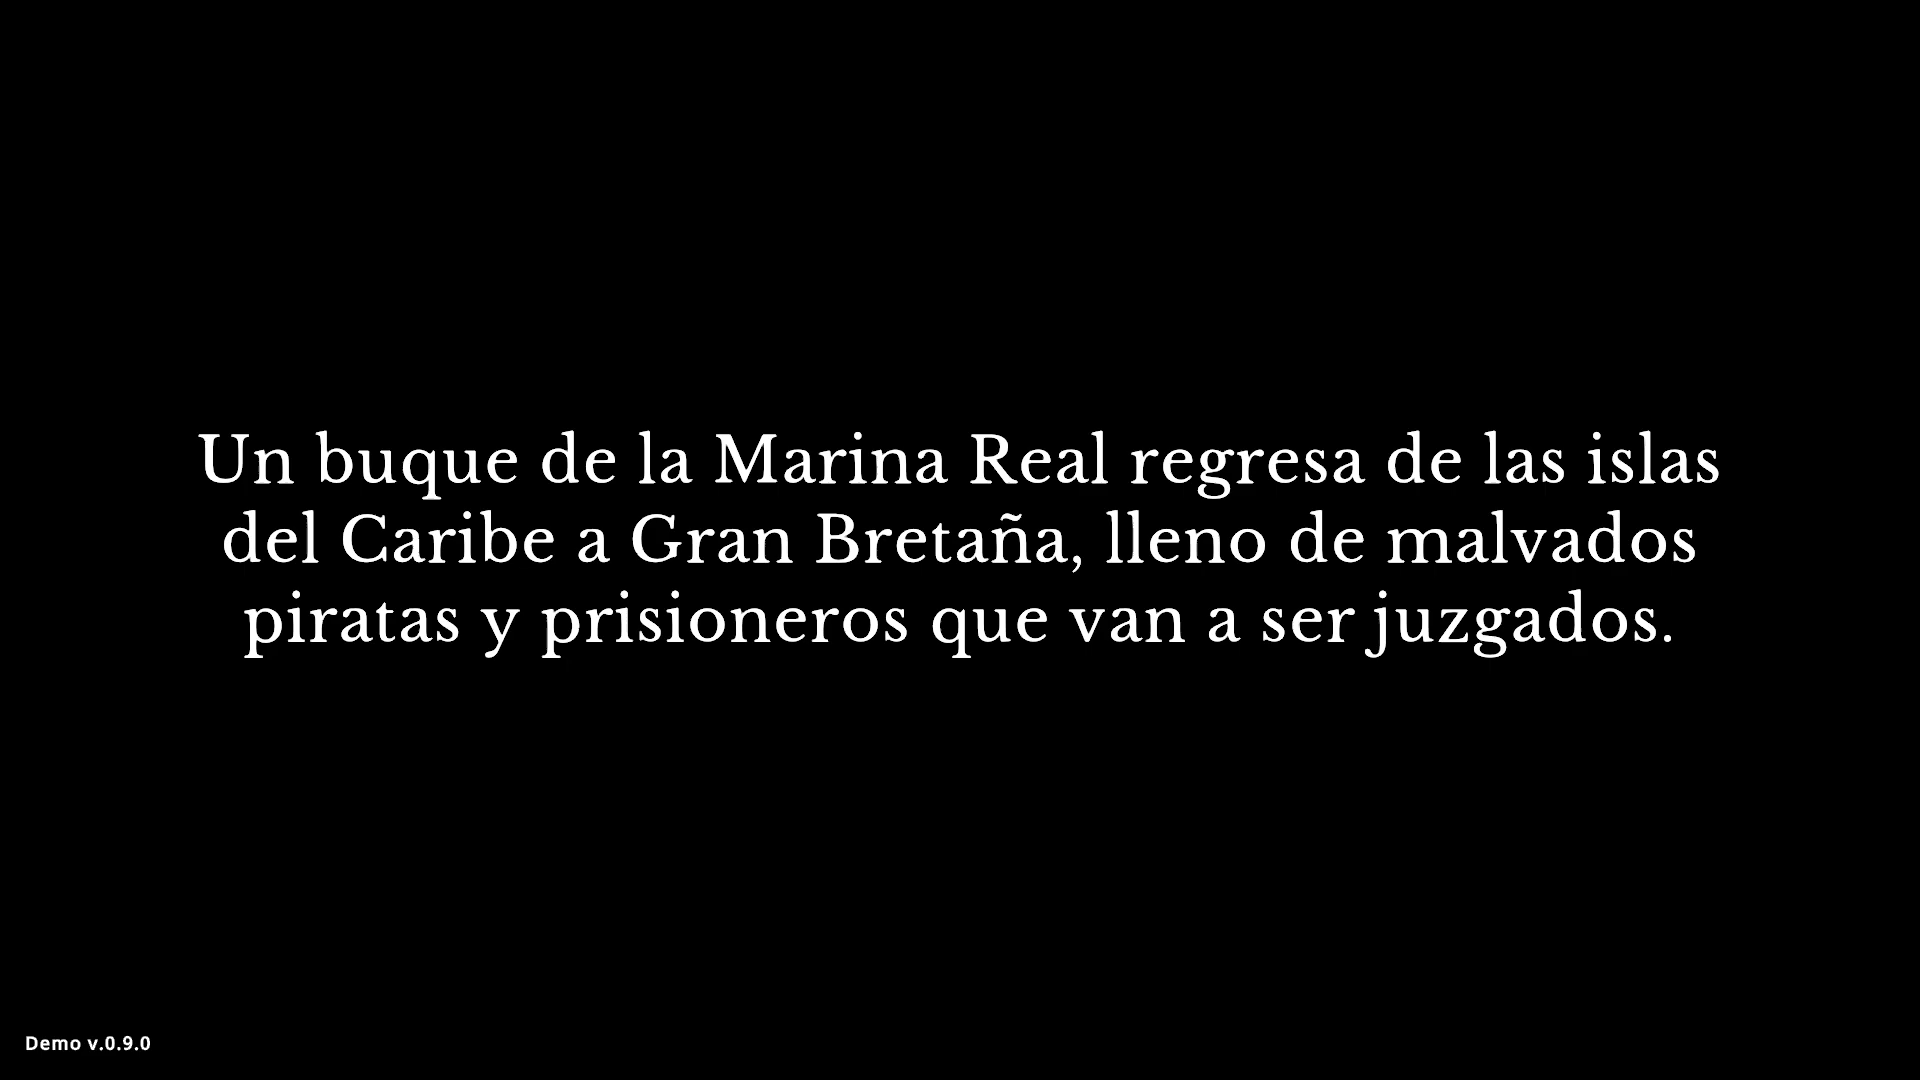 Un buque de la Marina Real regresa de las islas
del Caribe a Gran Bretaña, lleno de malvados
piratas y prisioneros que van a ser juzgados.
Demo v.0.9.0